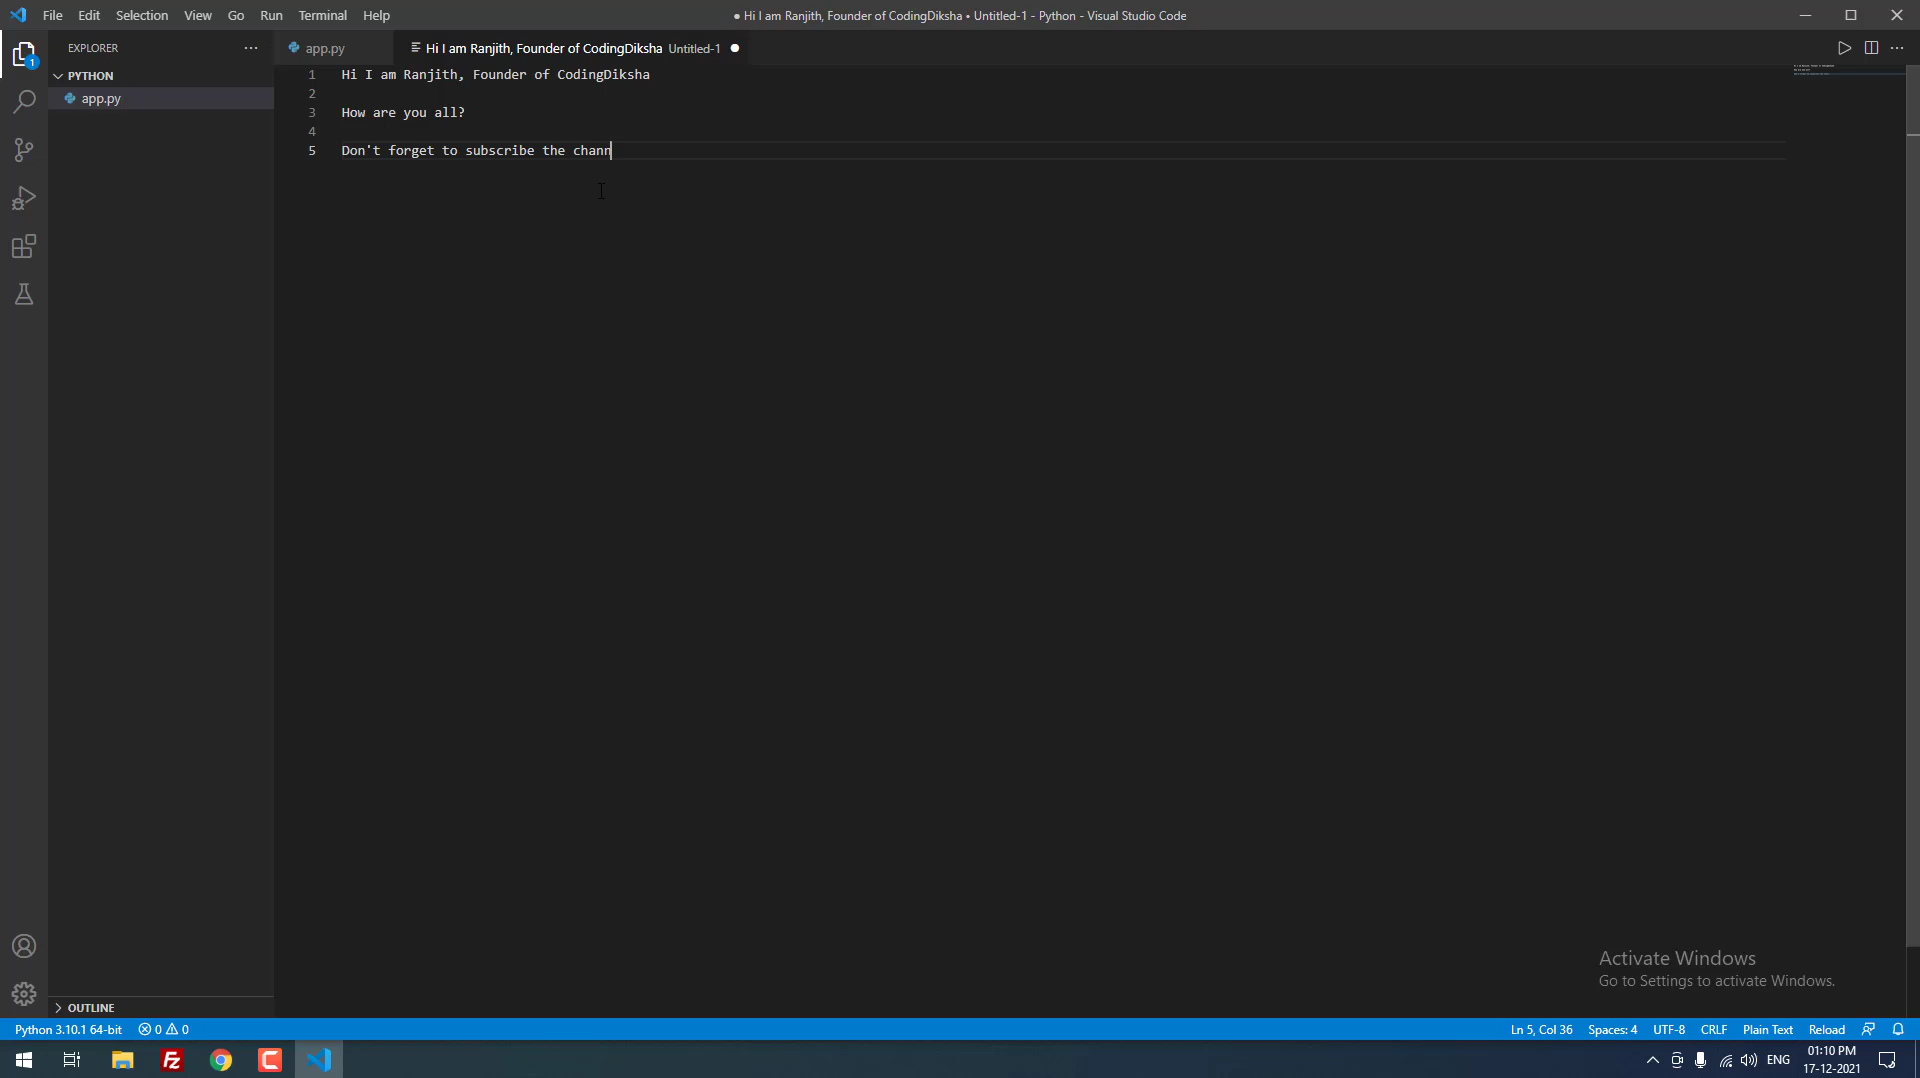 File Edit Selection View Go Run Terminal Help
● Hi I am Ranjith, Founder of CodingDiksha • Untitled-1 - Python - Visual Studio Code
EXPLORER
app.py
Hi I am Ranjith, Founder of CodingDiksha Untitled-1
1
PYTHON
app.py
1 Hi I am Ranjith, Founder of CodingDiksha
2
3 How are you all?
4
5 Don't forget to subscribe the chann
Activate Windows
Go to Settings to activate Windows.
OUTLINE
Python 3.10.1 64-bit 0 0
Ln 5, Col 36 Spaces: 4 UTF-8 CRLF Plain Text Reload
Fz C ENG
01:10 PM
17-12-2021